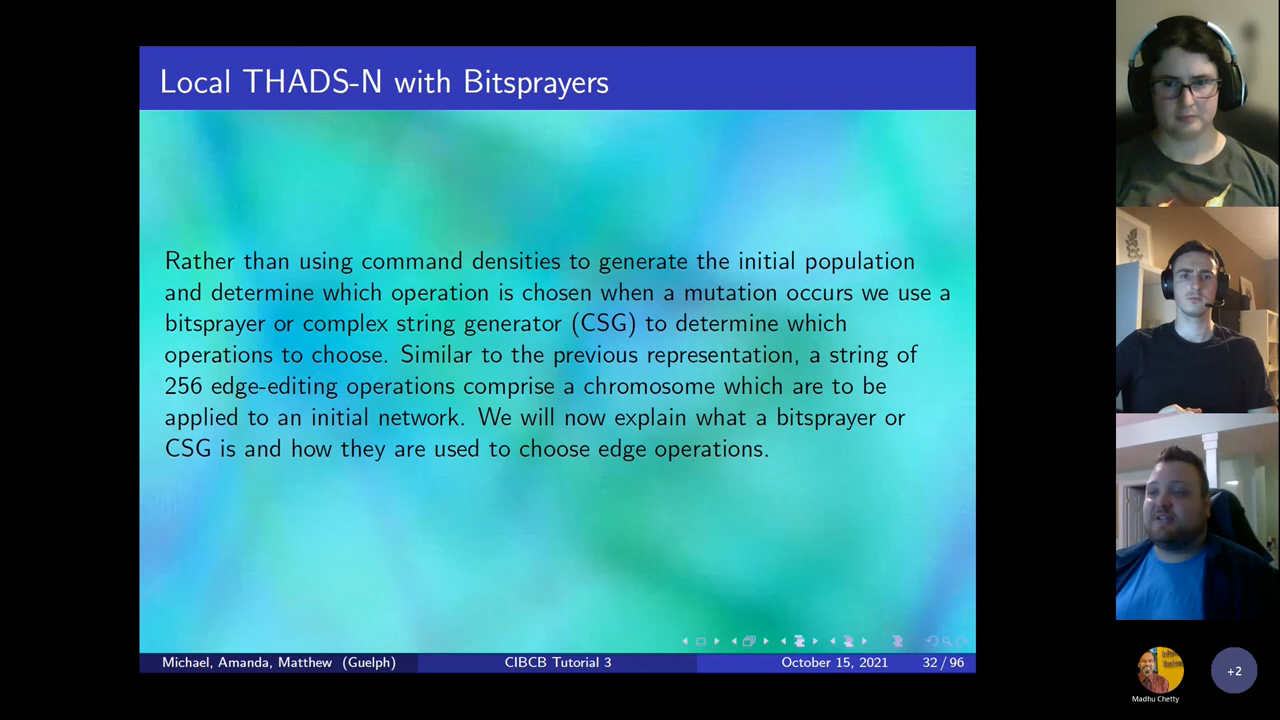 Local THADS-N with Bitsprayers
Rather than using command densities to generate the initial population
and determine which operation is chosen when a mutation occurs we use a
bitsprayer or complex string generator (CSG) to determine which
operations to choose. Similar to the previous representation, a string of
256 edge-editing operations comprise a chromosome which are to be
applied to an initial network. We will now explain what a bitsprayer or
CSG is and how they are used to choose edge operations.
Michael, Amanda, Matthew (Guelph)
CIBCB Tutorial 3
October 15, 2021
32 / 96
Madhu Chetty
+2